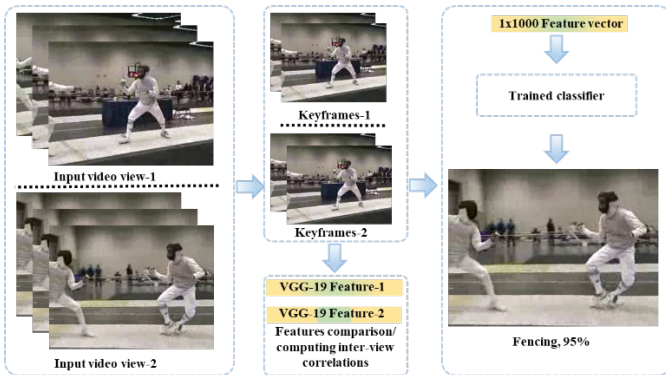 Input video view-1
Input video view-2
Keyframes-1
Keyframes-2
VGG-19 Feature-1
VGG-19 Feature-2
Features comparison/
computing inter-view
correlations
1x1000 Feature vector
Trained classifier
Fencing, 95%